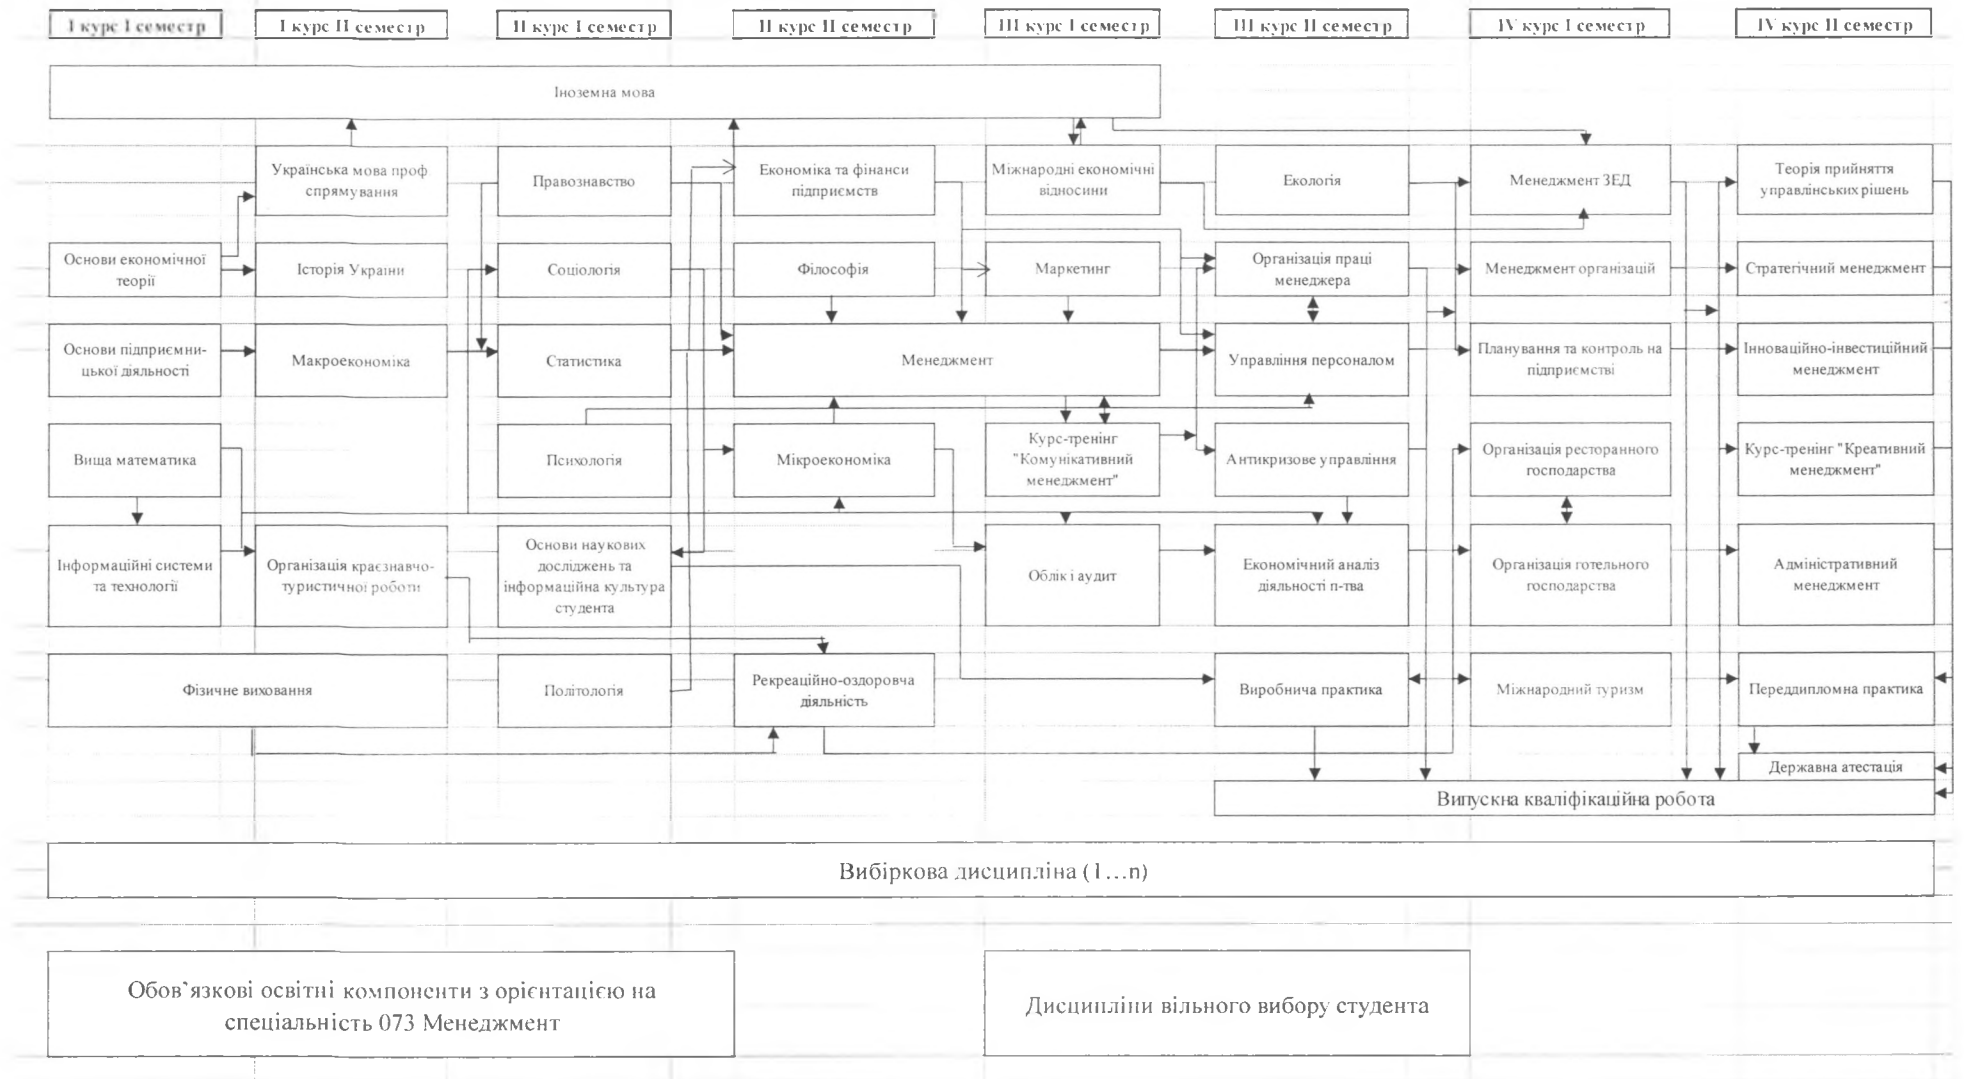 I курс I семестр
I курс II семестр
II курс I семестр
II курс II семестр
III курс I семестр
III курс II семестр
IV курс I семестр
IV курс II семестр
Іноземна мова
Українська мова проф
спрямування
Правознавство
Економіка та фінанси
підприємств
Міжнародні економічні
відносини
Екологія
Менеджмент ЗЕД
Теорія прийняття
управлінських рішень
Основи економічної
теорії
Історія України
Соціологія
Філософія
Маркетинг
Організація праці
менеджера
Менеджмент організацій
Стратегічний менеджмент
Основи підприємни-
цької діяльності
Макроекономіка
Статистика
Менеджмент
Управління персоналом
Планування та контроль на
підприємстві
Інноваційно-інвестиційний
менеджмент
Вища математика
Психологія
Мікроекономіка
Курс-тренінг
"Комунікативний
менеджмент"
Антикризове управління
Організація ресторанного
господарства
Курс-тренінг "Креативний
менеджмент"
Інформаційні системи
та технології
Організація краєзнавчо-
туристичної роботи
Основи наукових
досліджень та
інформаційна культура
студента
Облік і аудит
Економічний аналіз
діяльності п-тва
Організація готельного
господарства
Адміністративний
менеджмент
Фізичне виховання
Політологія
Рекреаційно-оздоровча
діяльність
Виробнича практика
Міжнародний туризм
Переддипломна практика
Державна атестація
Випускна кваліфікаційна робота
Вибіркова дисципліна (1...n)
Обов`язкові освітні компоненти з орієнтацією на
спеціальність 073 Менеджмент
Дисципліни вільного вибору студента